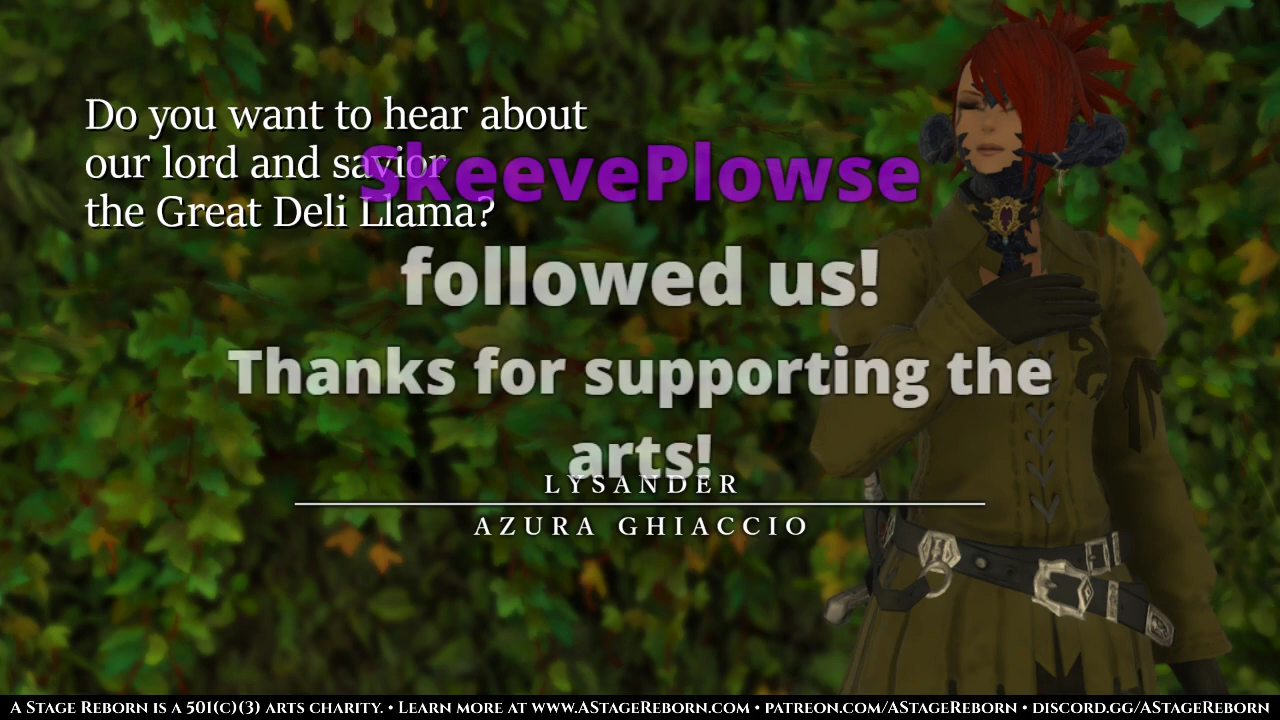 Do you want to hear about
our lord and savior
the Great Deli Llama?
SkeevePlowse
followed us!
Thanks for supporting the
arts!
LYSANDER
AZURA GHIACCIO
A Stage Reborn is a 501(c)(3) arts charity. • Learn more at www.AStageReborn.com • patreon.com/AStageReborn • discord.gg/AStageReborn